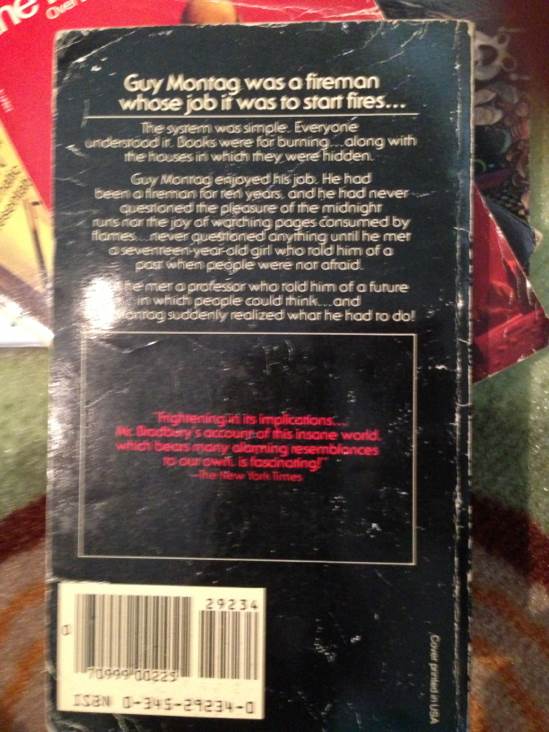 Over
Guy Montag was a fireman
whose job it was to start fires...
The system was simple. Everyone
understood it. Books were for burning...along with
the houses in which they were hidden.
Guy Montag enjoyed his job. He had
been a fireman for ten years, and he had never
questioned the pleasure of the midnight
runs nor the joy of watching pages consumed by
flames...never questioned anything until he met
a seventeen-year-old girl who told him of a
past when people were not afraid.
he met a professor who told him of a future
in which people could think...and
Montag suddenly realized what he had to do!
"Frightening in its implications....
Mr. Bradbury's account of this insane world,
which bears many alarming resemblances
to our own, is fascinating!"
—The New York Times
29234
0
70999 00225
ISBN 0-345-29234-0
Cover printed in USA